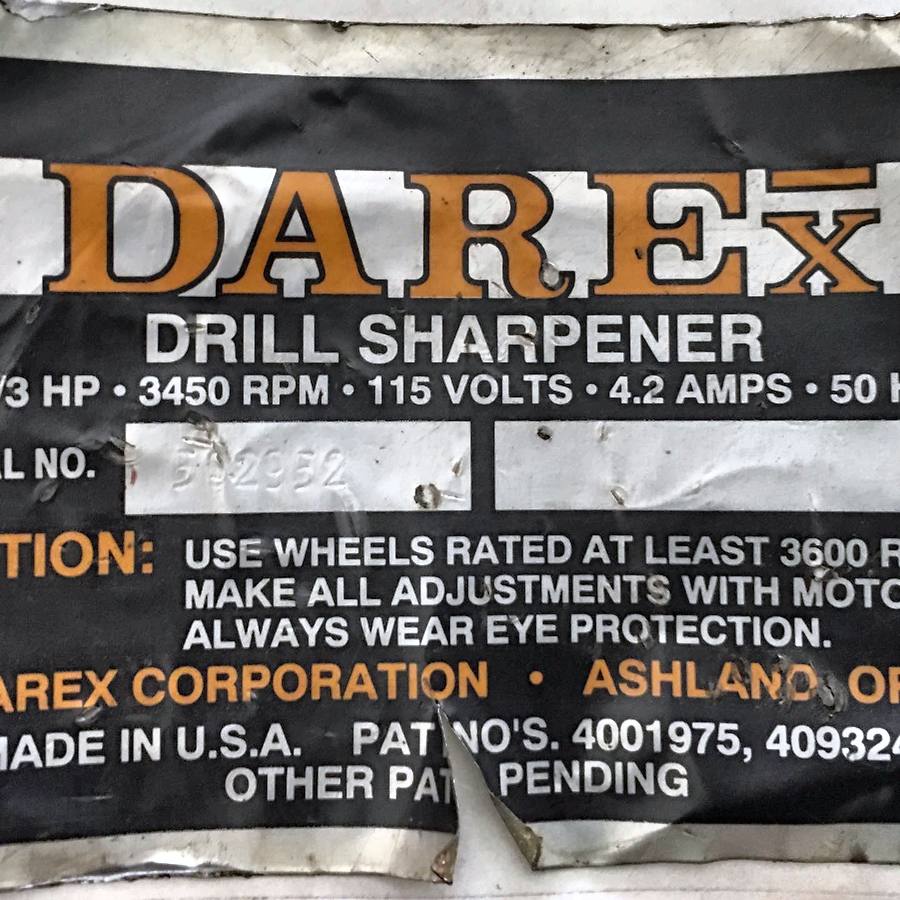 DAREX
DRILL SHARPENER
/3 HP • 3450 RPM • 115 VOLTS • 4.2 AMPS • 50 H
L NO.
TION: USE WHEELS RATED AT LEAST 3600 R
MAKE ALL ADJUSTMENTS WITH MOTO
ALWAYS WEAR EYE PROTECTION.
AREX CORPORATION • ASHLAND, OR
MADE IN U.S.A. PAT NO'S. 4001975, 409324
OTHER PAT PENDING